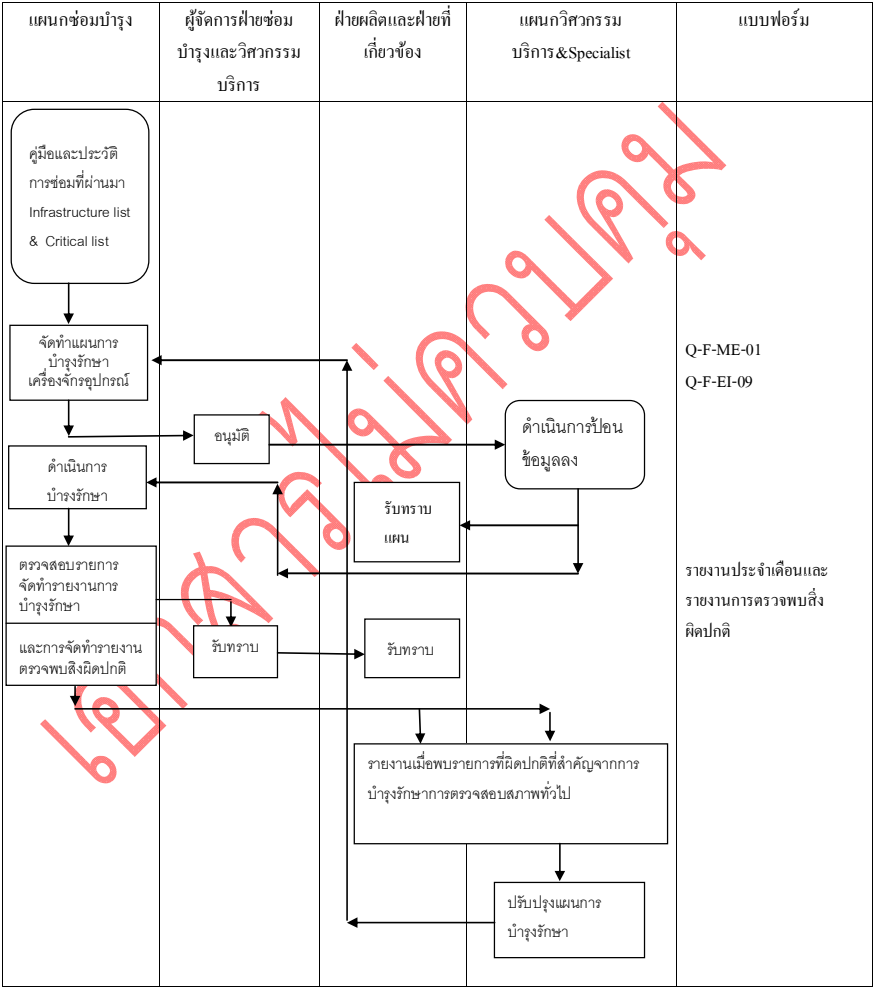 แผนกซ่อมบำรุง
ผู้จัดการฝ่ายซ่อม
บำรุงและวิศวกรรม
บริการ
ฝ่ายผลิตและฝ่ายที่
เกี่ยวข้อง
แผนกวิศวกรรม
บริการ&Specialist
แบบฟอร์ม
คู่มือและประวัติ
การซ่อมที่ผ่านมา
Infrastructure list
& Critical list
จัดทำแผนการ
บำรุงรักษา
เครื่องจักรอุปกรณ์
Q-F-ME-01
Q-F-EI-09
อนุมัติ
ดำเนินการป้อน
ข้อมูลลง
ดำเนินการ
บำรุงรักษา
รับทราบ
แผน
ตรวจสอบรายการ
จัดทำรายงานการ
บำรุงรักษา
และการจัดทำรายงาน
ตรวจพบสิ่งผิดปกติ
รายงานประจำเดือนและ
รายงานการตรวจพบสิ่ง
ผิดปกติ
รับทราบ
รับทราบ
รายงานเมื่อพบรายการที่ผิดปกติที่สำคัญจากการ
บำรุงรักษาการตรวจสอบสภาพทั่วไป
ปรับปรุงแผนการ
บำรุงรักษา
เอกสารไม่ควบคุม